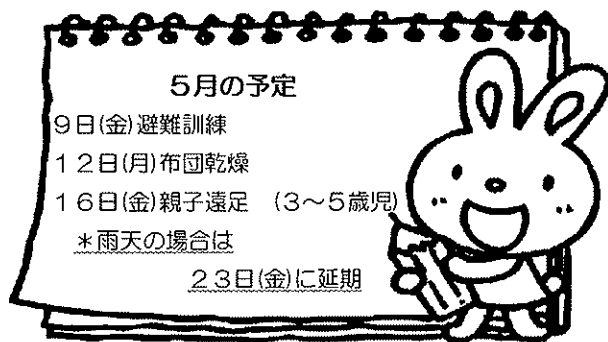 ５月の予定
９日(金)避難訓練
１２日(月)布団乾燥
１６日(金)親子遠足　(３～５歳児)
＊雨天の場合は
２３日(金)に延期